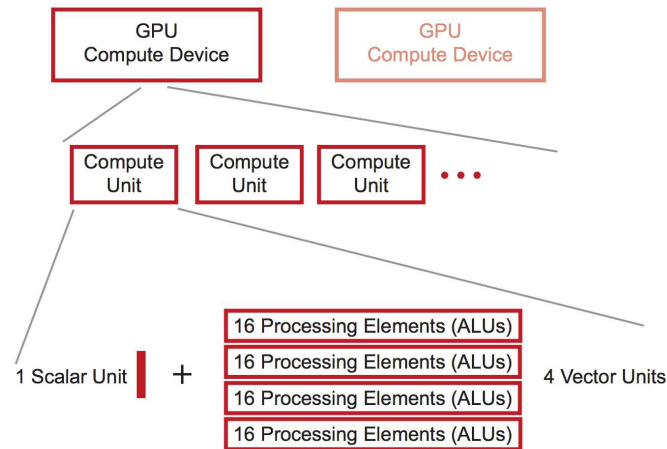 GPU
Compute Device
GPU
Compute Device
Compute
Unit
Compute
Unit
Compute
Unit
16 Processing Elements (ALUs)
16 Processing Elements (ALUs)
1 Scalar Unit
+
4 Vector Units
16 Processing Elements (ALUs)
16 Processing Elements (ALUs)